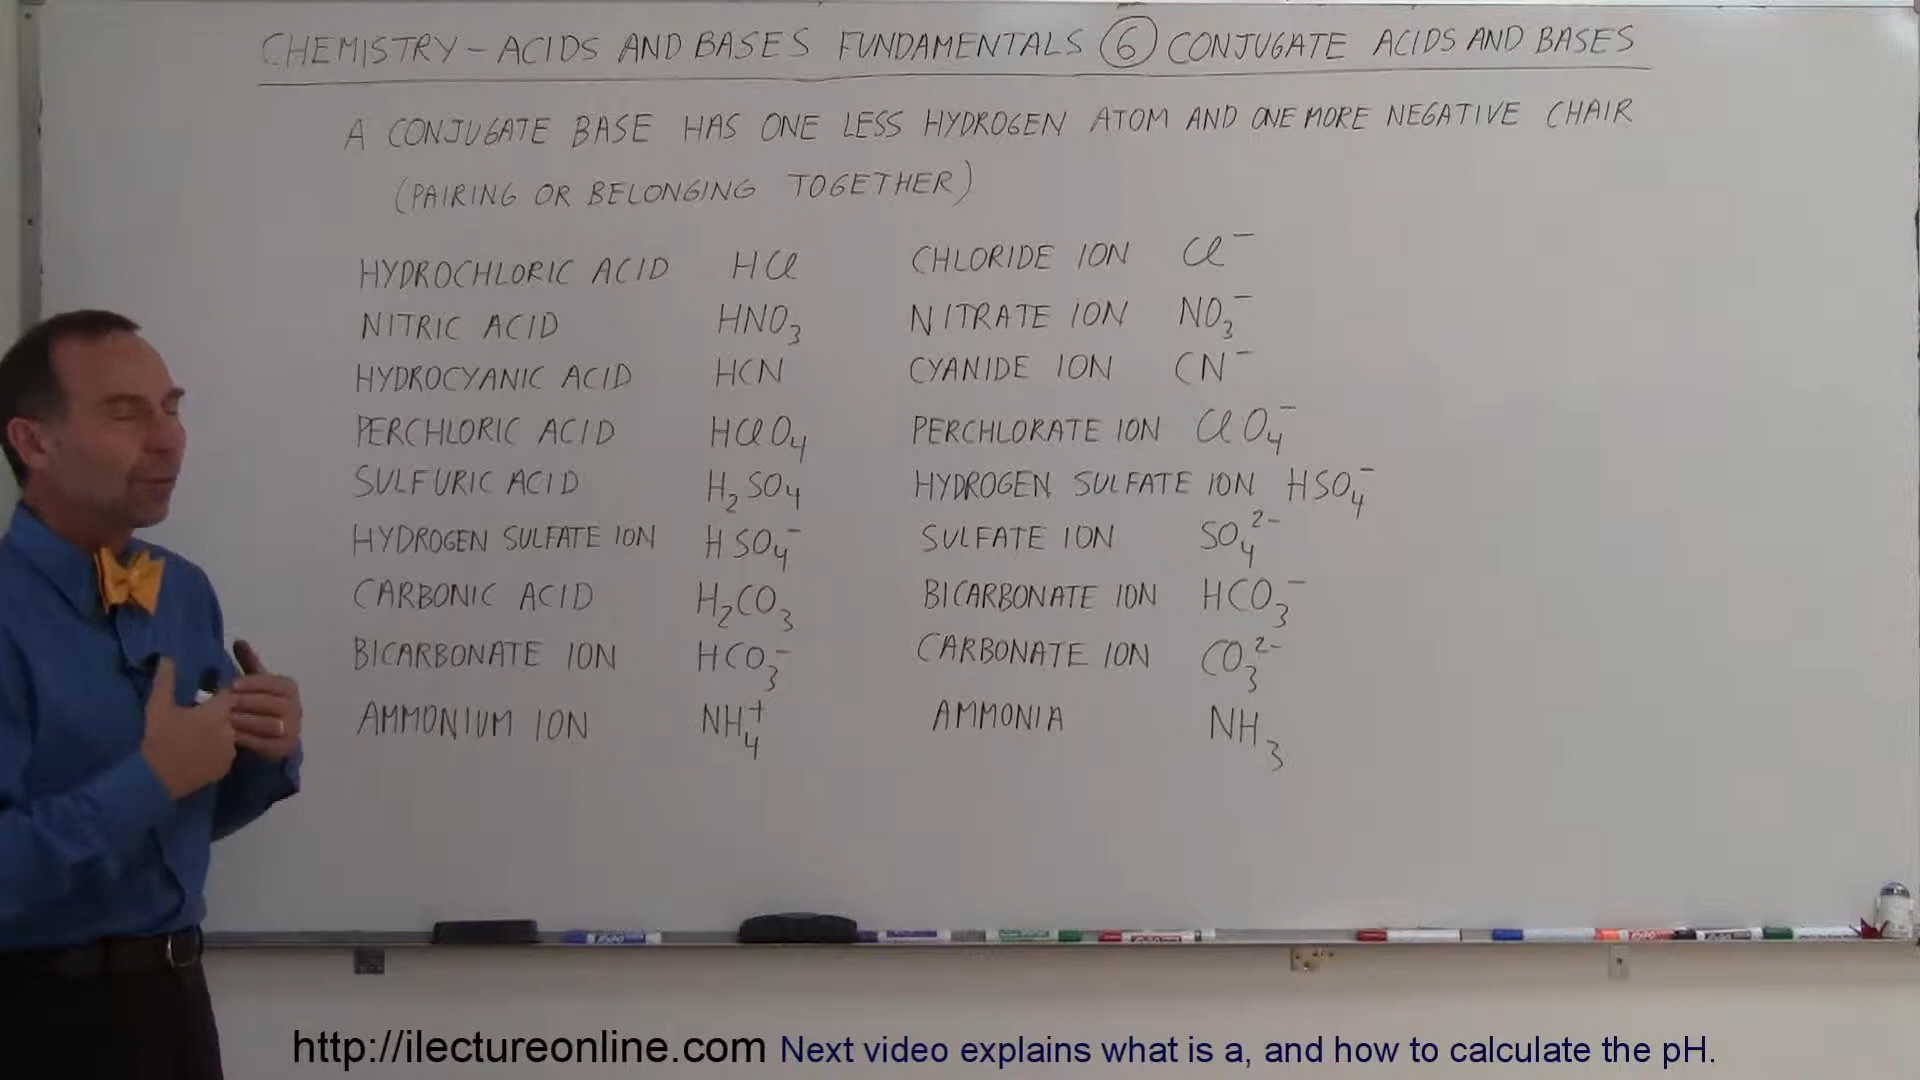 CHEMISTRY - ACIDS AND BASES FUNDAMENTALS 6 CONJUGATE ACIDS AND BASES
A CONJUGATE BASE HAS ONE LESS HYDROGEN ATOM AND ONE MORE NEGATIVE CHAIR
(PAIRING OR BELONGING TOGETHER)
HYDROCHLORIC ACID HCl CHLORIDE ION Cl⁻
NITRIC ACID HNO₃ NITRATE ION NO₃⁻
HYDROCYANIC ACID HCN CYANIDE ION CN⁻
PERCHLORIC ACID HClO₄ PERCHLORATE ION ClO₄⁻
SULFURIC ACID H₂SO₄ HYDROGEN SULFATE ION HSO₄⁻
HYDROGEN SULFATE ION HSO₄⁻ SULFATE ION SO₄²⁻
CARBONIC ACID H₂CO₃ BICARBONATE ION HCO₃⁻
BICARBONATE ION HCO₃⁻ CARBONATE ION CO₃²⁻
AMMONIUM ION NH₄⁺ AMMONIA NH₃
http://ilectureonline.com Next video explains what is a, and how to calculate the pH.